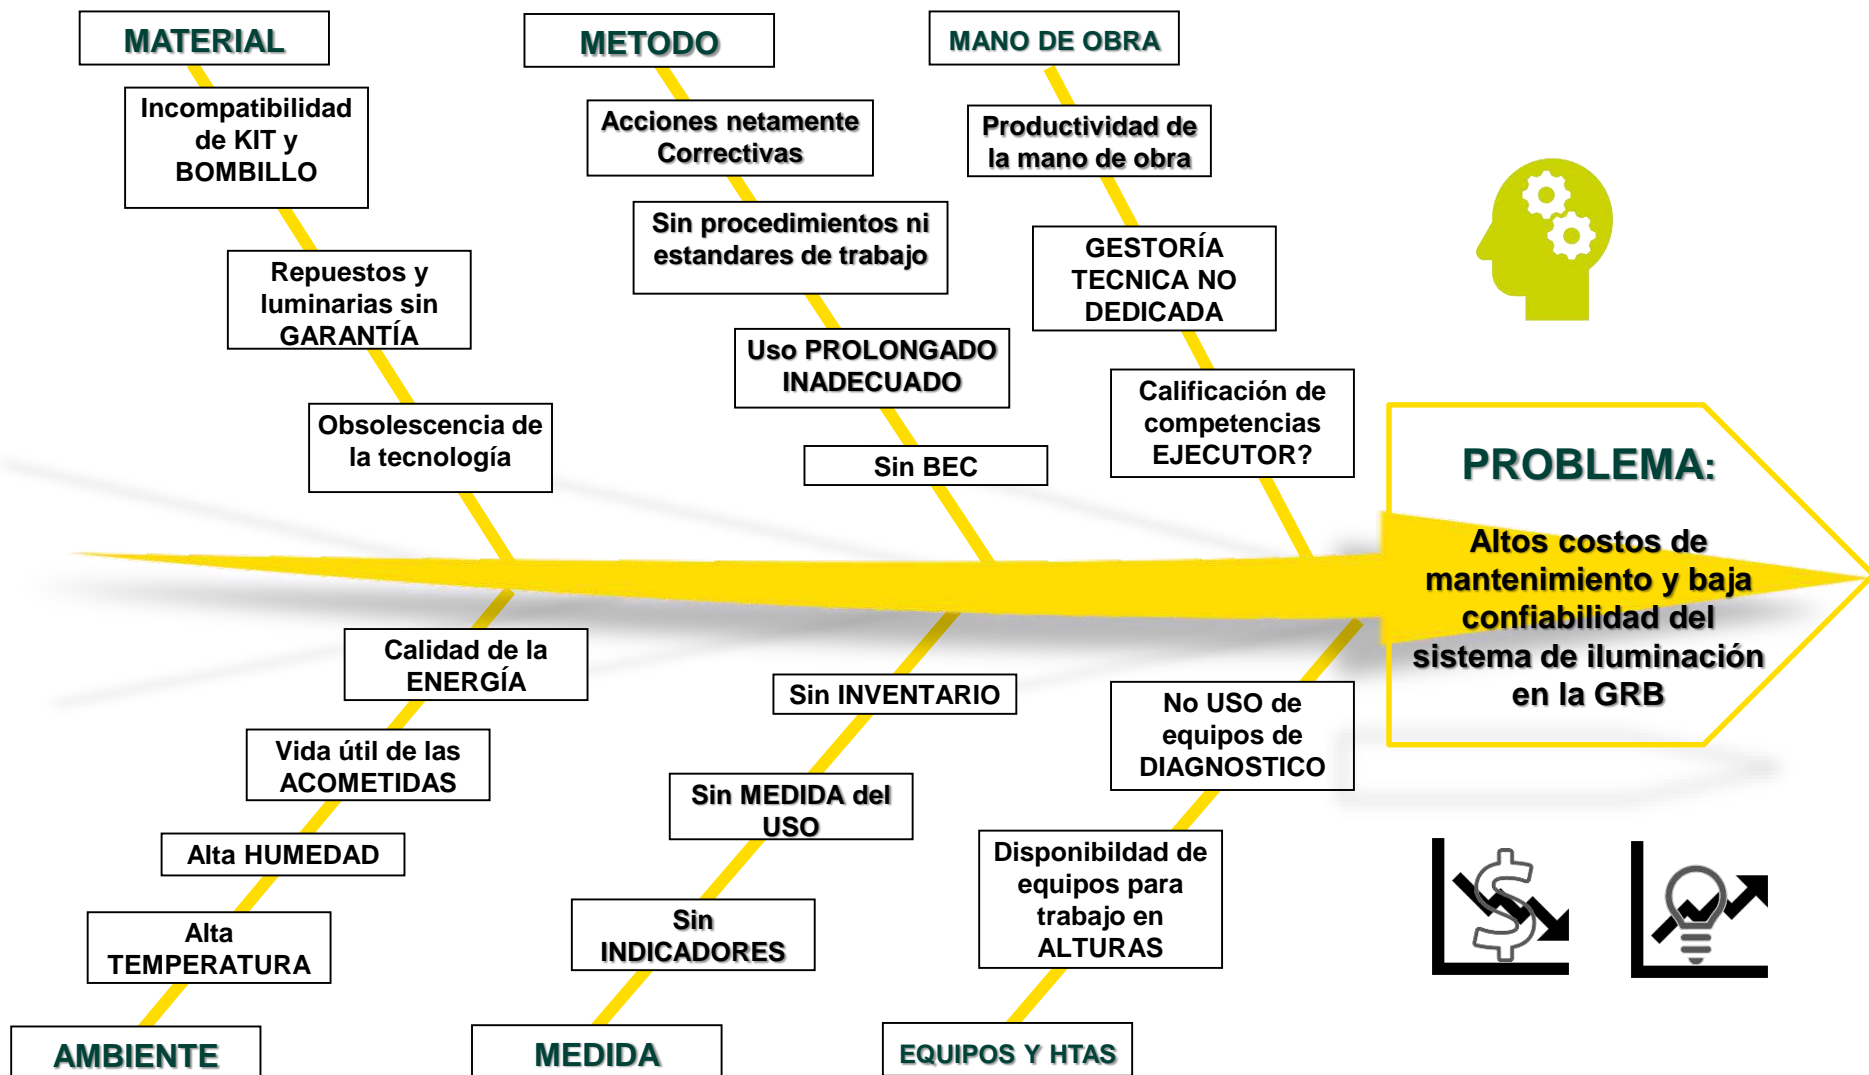 MATERIAL
Incompatibilidad
de KIT y
BOMBILLO
Repuestos y
luminarias sin
GARANTÍA
Obsolescencia de
la tecnología
METODO
Acciones netamente
Correctivas
Sin procedimientos ni
estandares de trabajo
Uso PROLONGADO
INADECUADO
Sin BEC
MANO DE OBRA
Productividad de
la mano de obra
GESTORÍA
TECNICA NO
DEDICADA
Calificación de
competencias
EJECUTOR?
PROBLEMA:
Altos costos de
mantenimiento y baja
confiabilidad del
sistema de iluminación
en la GRB
Calidad de la
ENERGÍA
Vida útil de las
ACOMETIDAS
Alta HUMEDAD
Alta
TEMPERATURA
AMBIENTE
Sin INVENTARIO
Sin MEDIDA del
USO
Sin
INDICADORES
MEDIDA
No USO de
equipos de
DIAGNOSTICO
Disponibildad de
equipos para
trabajo en
ALTURAS
EQUIPOS Y HTAS
$